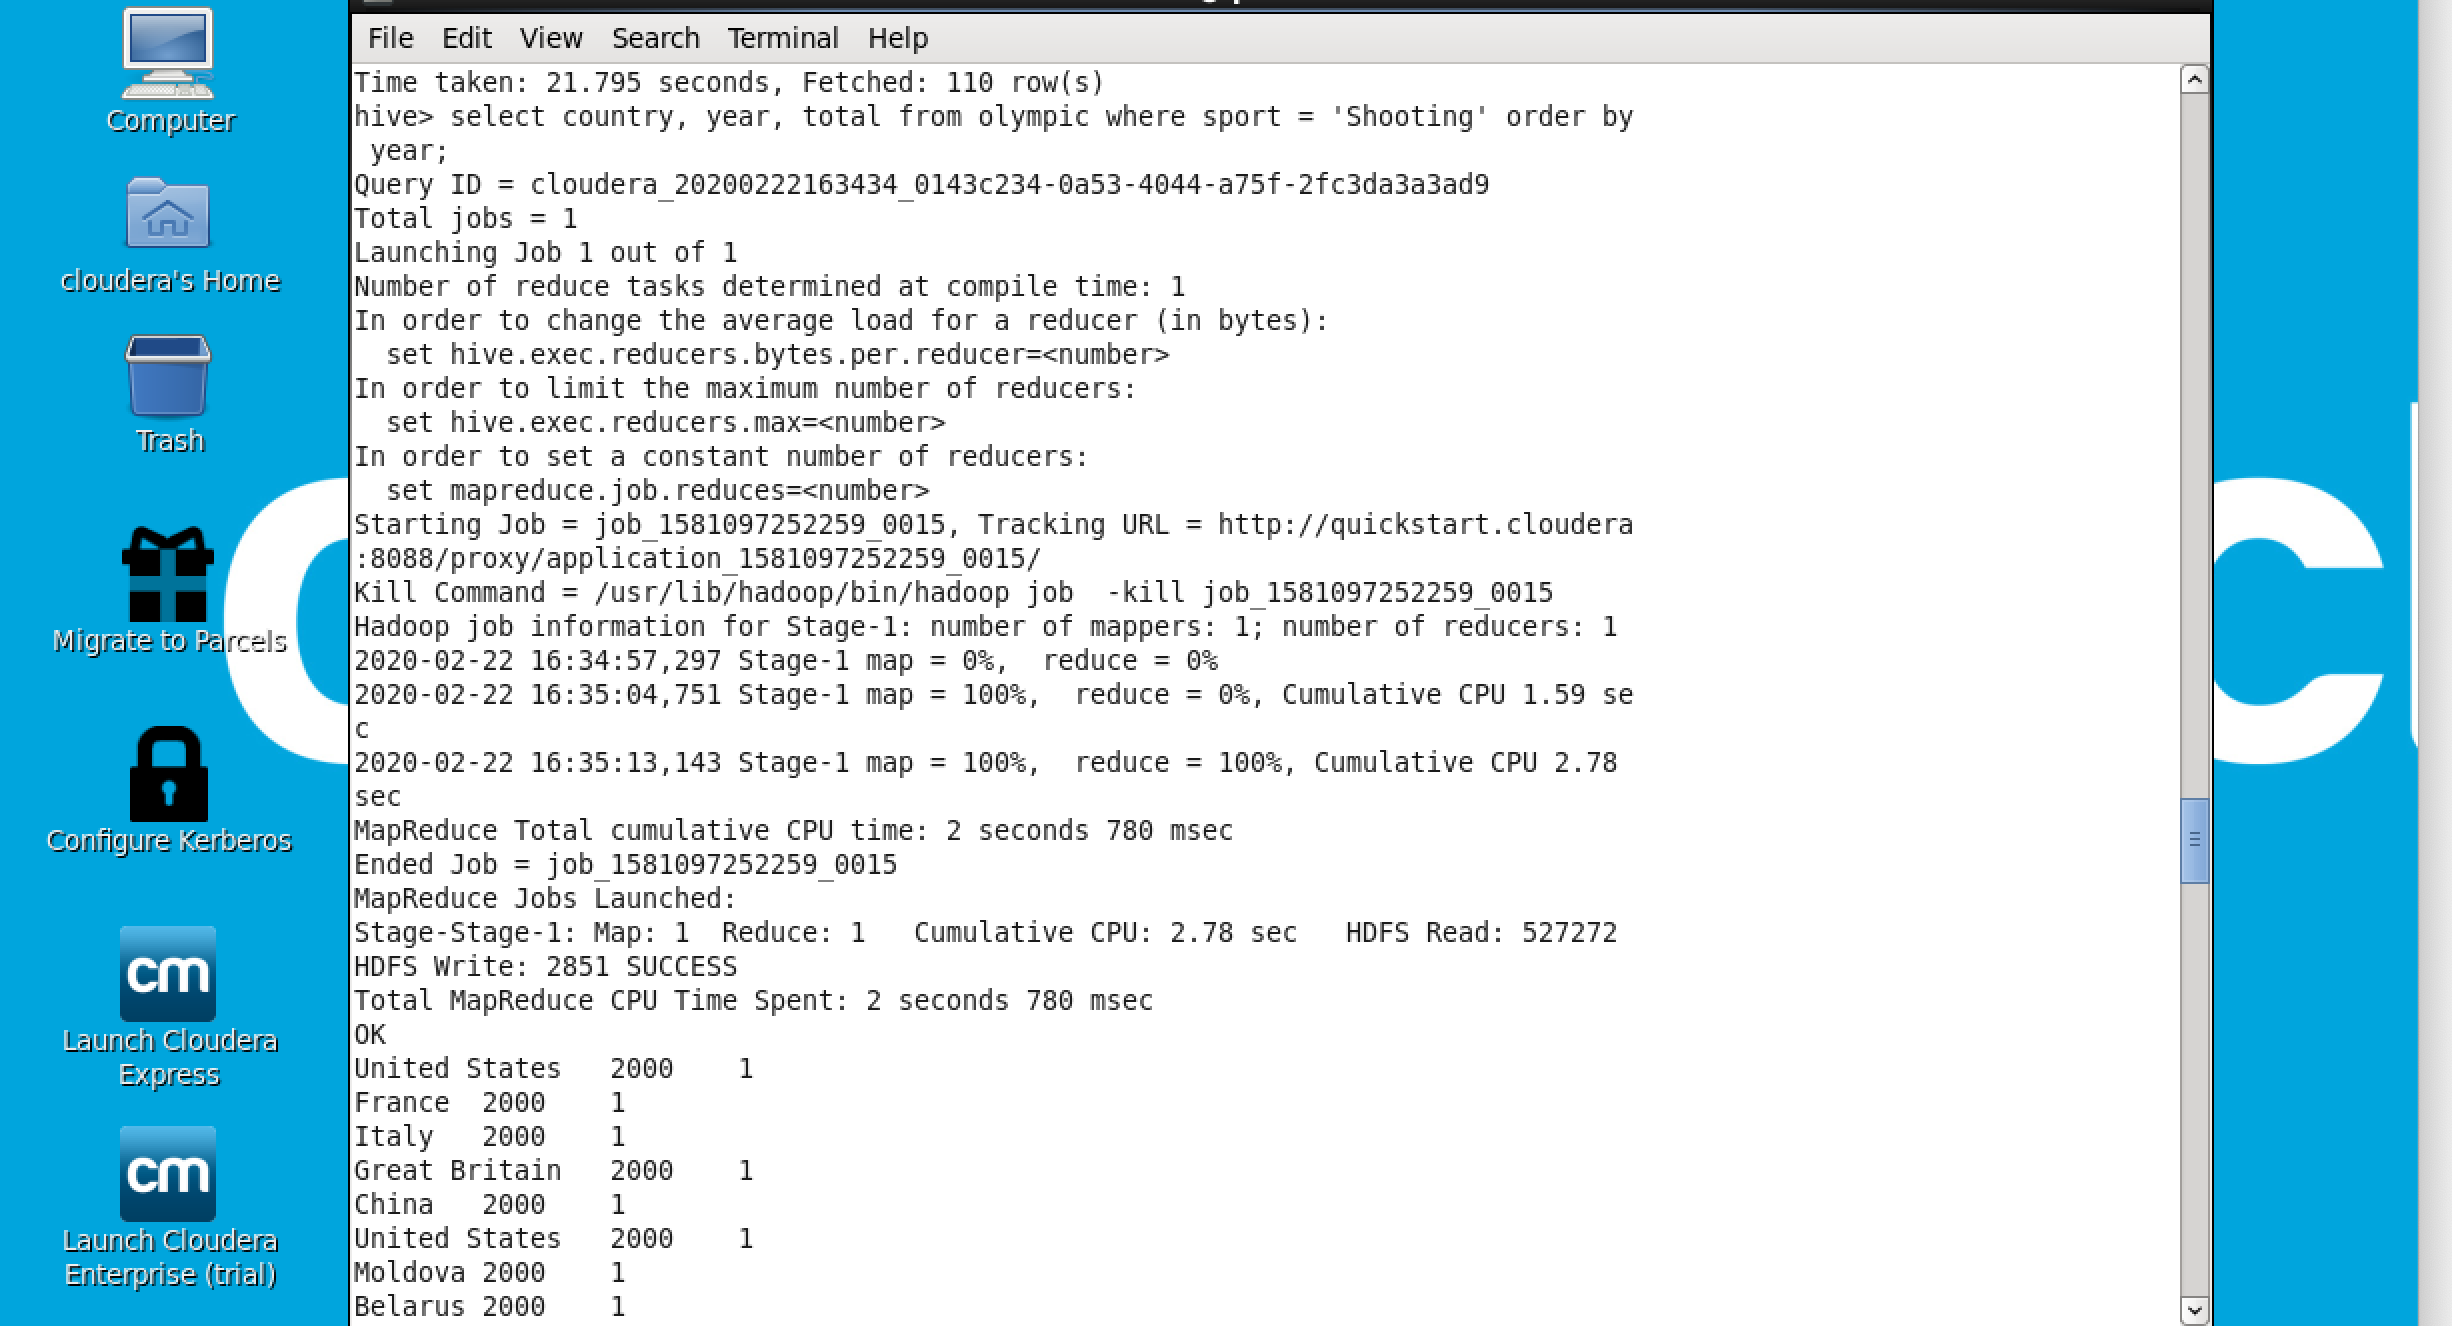 File Edit View Search Terminal Help
Time taken: 21.795 seconds, Fetched: 110 row(s)
hive> select country, year, total from olympic where sport = 'Shooting' order by
 year;
Query ID = cloudera_20200222163434_0143c234-0a53-4044-a75f-2fc3da3a3ad9
Total jobs = 1
Launching Job 1 out of 1
Number of reduce tasks determined at compile time: 1
In order to change the average load for a reducer (in bytes):
  set hive.exec.reducers.bytes.per.reducer=<number>
In order to limit the maximum number of reducers:
  set hive.exec.reducers.max=<number>
In order to set a constant number of reducers:
  set mapreduce.job.reduces=<number>
Starting Job = job_1581097252259_0015, Tracking URL = http://quickstart.cloudera
:8088/proxy/application_1581097252259_0015/
Kill Command = /usr/lib/hadoop/bin/hadoop job  -kill job_1581097252259_0015
Hadoop job information for Stage-1: number of mappers: 1; number of reducers: 1
2020-02-22 16:34:57,297 Stage-1 map = 0%,  reduce = 0%
2020-02-22 16:35:04,751 Stage-1 map = 100%,  reduce = 0%, Cumulative CPU 1.59 se
c
2020-02-22 16:35:13,143 Stage-1 map = 100%,  reduce = 100%, Cumulative CPU 2.78
sec
MapReduce Total cumulative CPU time: 2 seconds 780 msec
Ended Job = job_1581097252259_0015
MapReduce Jobs Launched:
Stage-Stage-1: Map: 1  Reduce: 1   Cumulative CPU: 2.78 sec   HDFS Read: 527272
HDFS Write: 2851 SUCCESS
Total MapReduce CPU Time Spent: 2 seconds 780 msec
OK
United States   2000    1
France  2000    1
Italy   2000    1
Great Britain   2000    1
China   2000    1
United States   2000    1
Moldova 2000    1
Belarus 2000    1
Computer
cloudera's Home
Trash
Migrate to Parcels
Configure Kerberos
cm
Launch Cloudera
Express
cm
Launch Cloudera
Enterprise (trial)